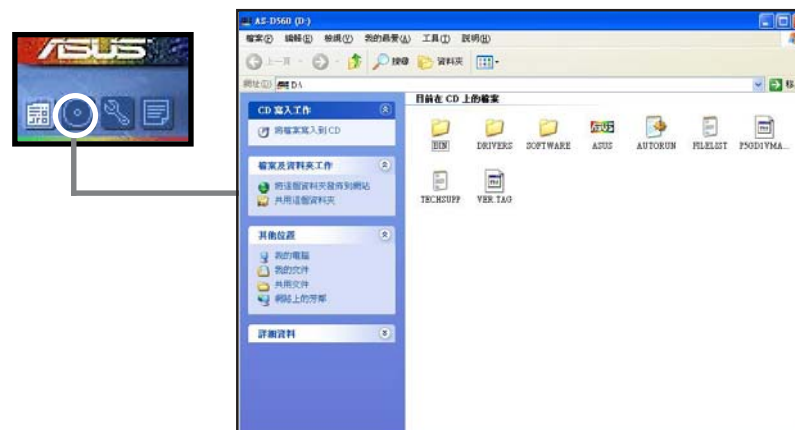 ASUS
AS-D560 (D:)
檔案(F) 編輯(E) 檢視(V) 我的最愛(A) 工具(T) 說明(H)
上一頁 搜尋 資料夾
網址(D) D:\
CD 寫入工作
將檔案寫入到 CD
檔案及資料夾工作
將這個資料夾發佈到網站
共用這個資料夾
其他位置
我的電腦
我的文件
共用文件
網路上的芳鄰
詳細資料
目前在 CD 上的檔案
BIN DRIVERS SOFTWARE ASUS AUTORUN FILELIST P5GD1VMA...
TECHSUPP VER.TAG